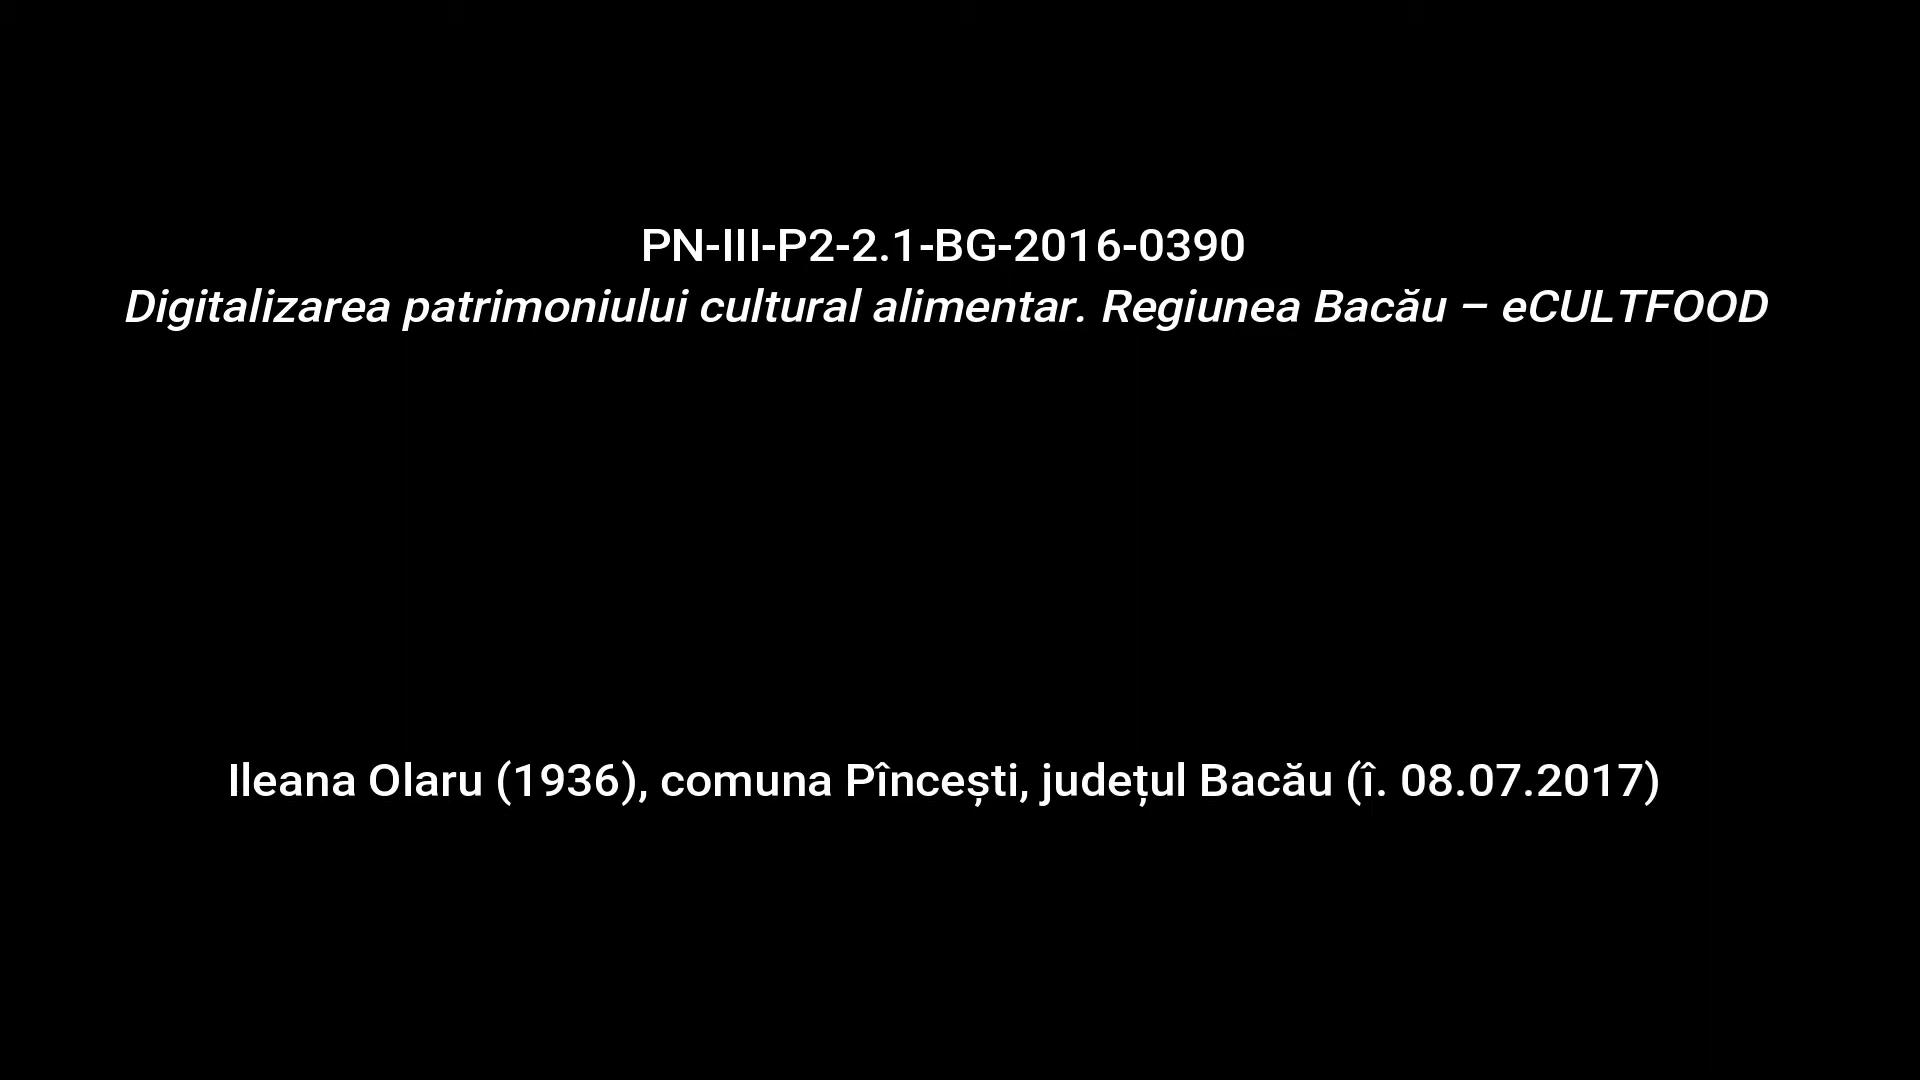 PN-III-P2-2.1-BG-2016-0390
Digitalizarea patrimoniului cultural alimentar. Regiunea Bacău – eCULTFOOD
Ileana Olaru (1936), comuna Pîncești, județul Bacău (î. 08.07.2017)